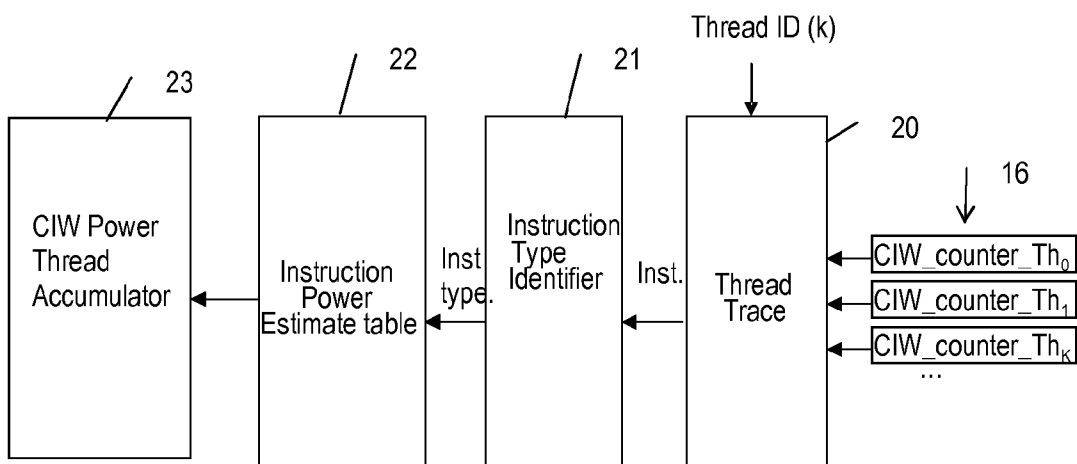 Thread ID (k)
23
22
21
20
16
CIW Power
Thread
Accumulator
Instruction
Power
Estimate table
Inst
type.
Instruction
Type
Identifier
Inst.
Thread
Trace
CIW_counter_Th₀
CIW_counter_Th₁
CIW_counter_Thₖ
...